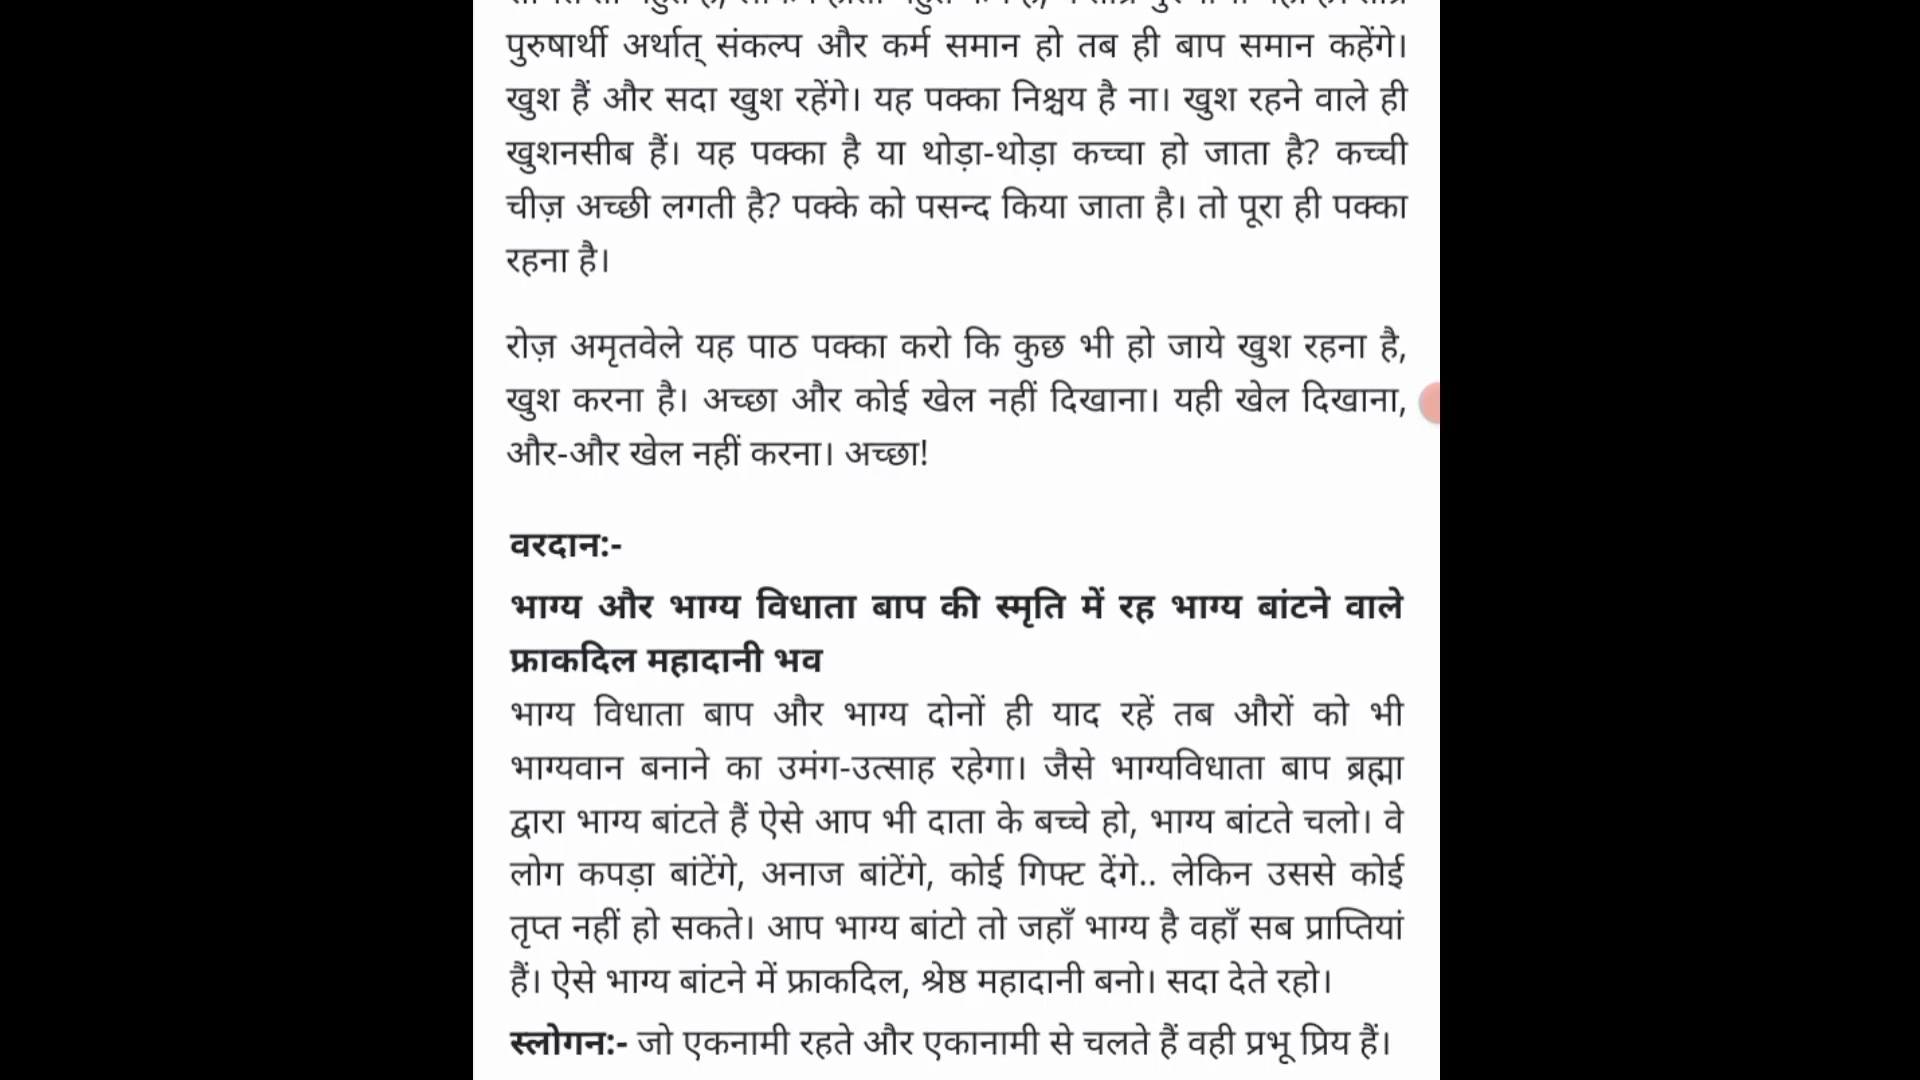 पुरुषार्थी अर्थात् संकल्प और कर्म समान हो तब ही बाप समान कहेंगे।
खुश हैं और सदा खुश रहेंगे। यह पक्का निश्चय है ना। खुश रहने वाले ही
खुशनसीब हैं। यह पक्का है या थोड़ा-थोड़ा कच्चा हो जाता है? कच्ची
चीज़ अच्छी लगती है? पक्के को पसन्द किया जाता है। तो पूरा ही पक्का
रहना है।
रोज़ अमृतवेले यह पाठ पक्का करो कि कुछ भी हो जाये खुश रहना है,
खुश करना है। अच्छा और कोई खेल नहीं दिखाना। यही खेल दिखाना,
और-और खेल नहीं करना। अच्छा!
वरदान:-
भाग्य और भाग्य विधाता बाप की स्मृति में रह भाग्य बांटने वाले
फ्राकदिल महादानी भव
भाग्य विधाता बाप और भाग्य दोनों ही याद रहें तब औरों को भी
भाग्यवान बनाने का उमंग-उत्साह रहेगा। जैसे भाग्यविधाता बाप ब्रह्मा
द्वारा भाग्य बांटते हैं ऐसे आप भी दाता के बच्चे हो, भाग्य बांटते चलो। वे
लोग कपड़ा बांटेंगे, अनाज बांटेंगे, कोई गिफ्ट देंगे.. लेकिन उससे कोई
तृप्त नहीं हो सकते। आप भाग्य बांटो तो जहाँ भाग्य है वहाँ सब प्राप्तियां
हैं। ऐसे भाग्य बांटने में फ्राकदिल, श्रेष्ठ महादानी बनो। सदा देते रहो।
स्लोगन:- जो एकनामी रहते और एकानामी से चलते हैं वही प्रभू प्रिय हैं।